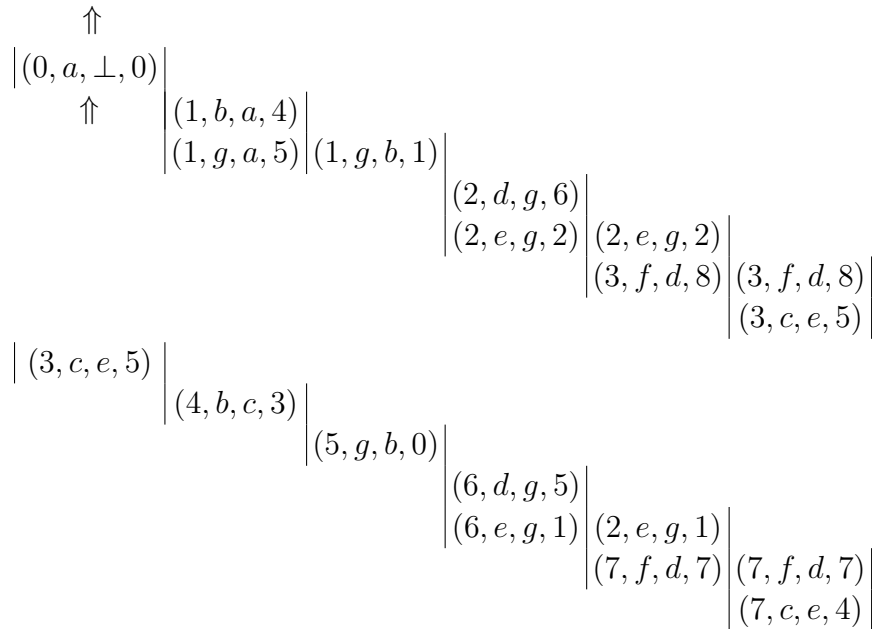 ⇑
|(0, a, ⊥, 0)|
⇑ |(1, b, a, 4)|
|(1, g, a, 5)|(1, g, b, 1)|
|(2, d, g, 6)|
|(2, e, g, 2)|(2, e, g, 2)|
|(3, f, d, 8)|(3, f, d, 8)|
|(3, c, e, 5)|
|(3, c, e, 5)|
|(4, b, c, 3)|
|(5, g, b, 0)|
|(6, d, g, 5)|
|(6, e, g, 1)|(2, e, g, 1)|
|(7, f, d, 7)|(7, f, d, 7)|
|(7, c, e, 4)|